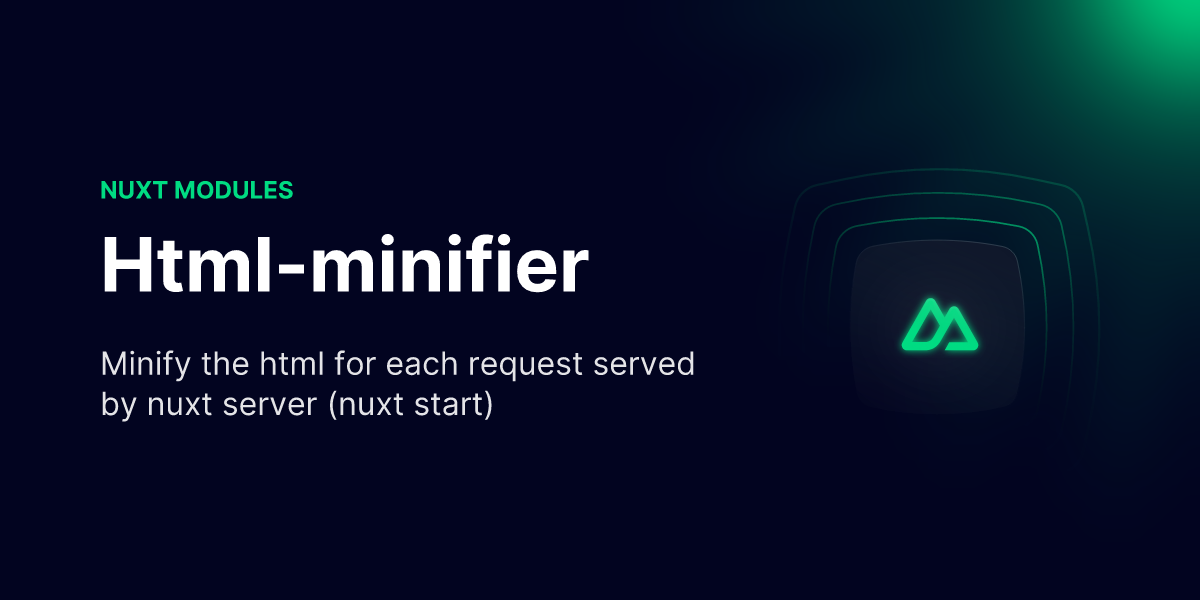 NUXT MODULES
Html-minifier
Minify the html for each request served
by nuxt server (nuxt start)